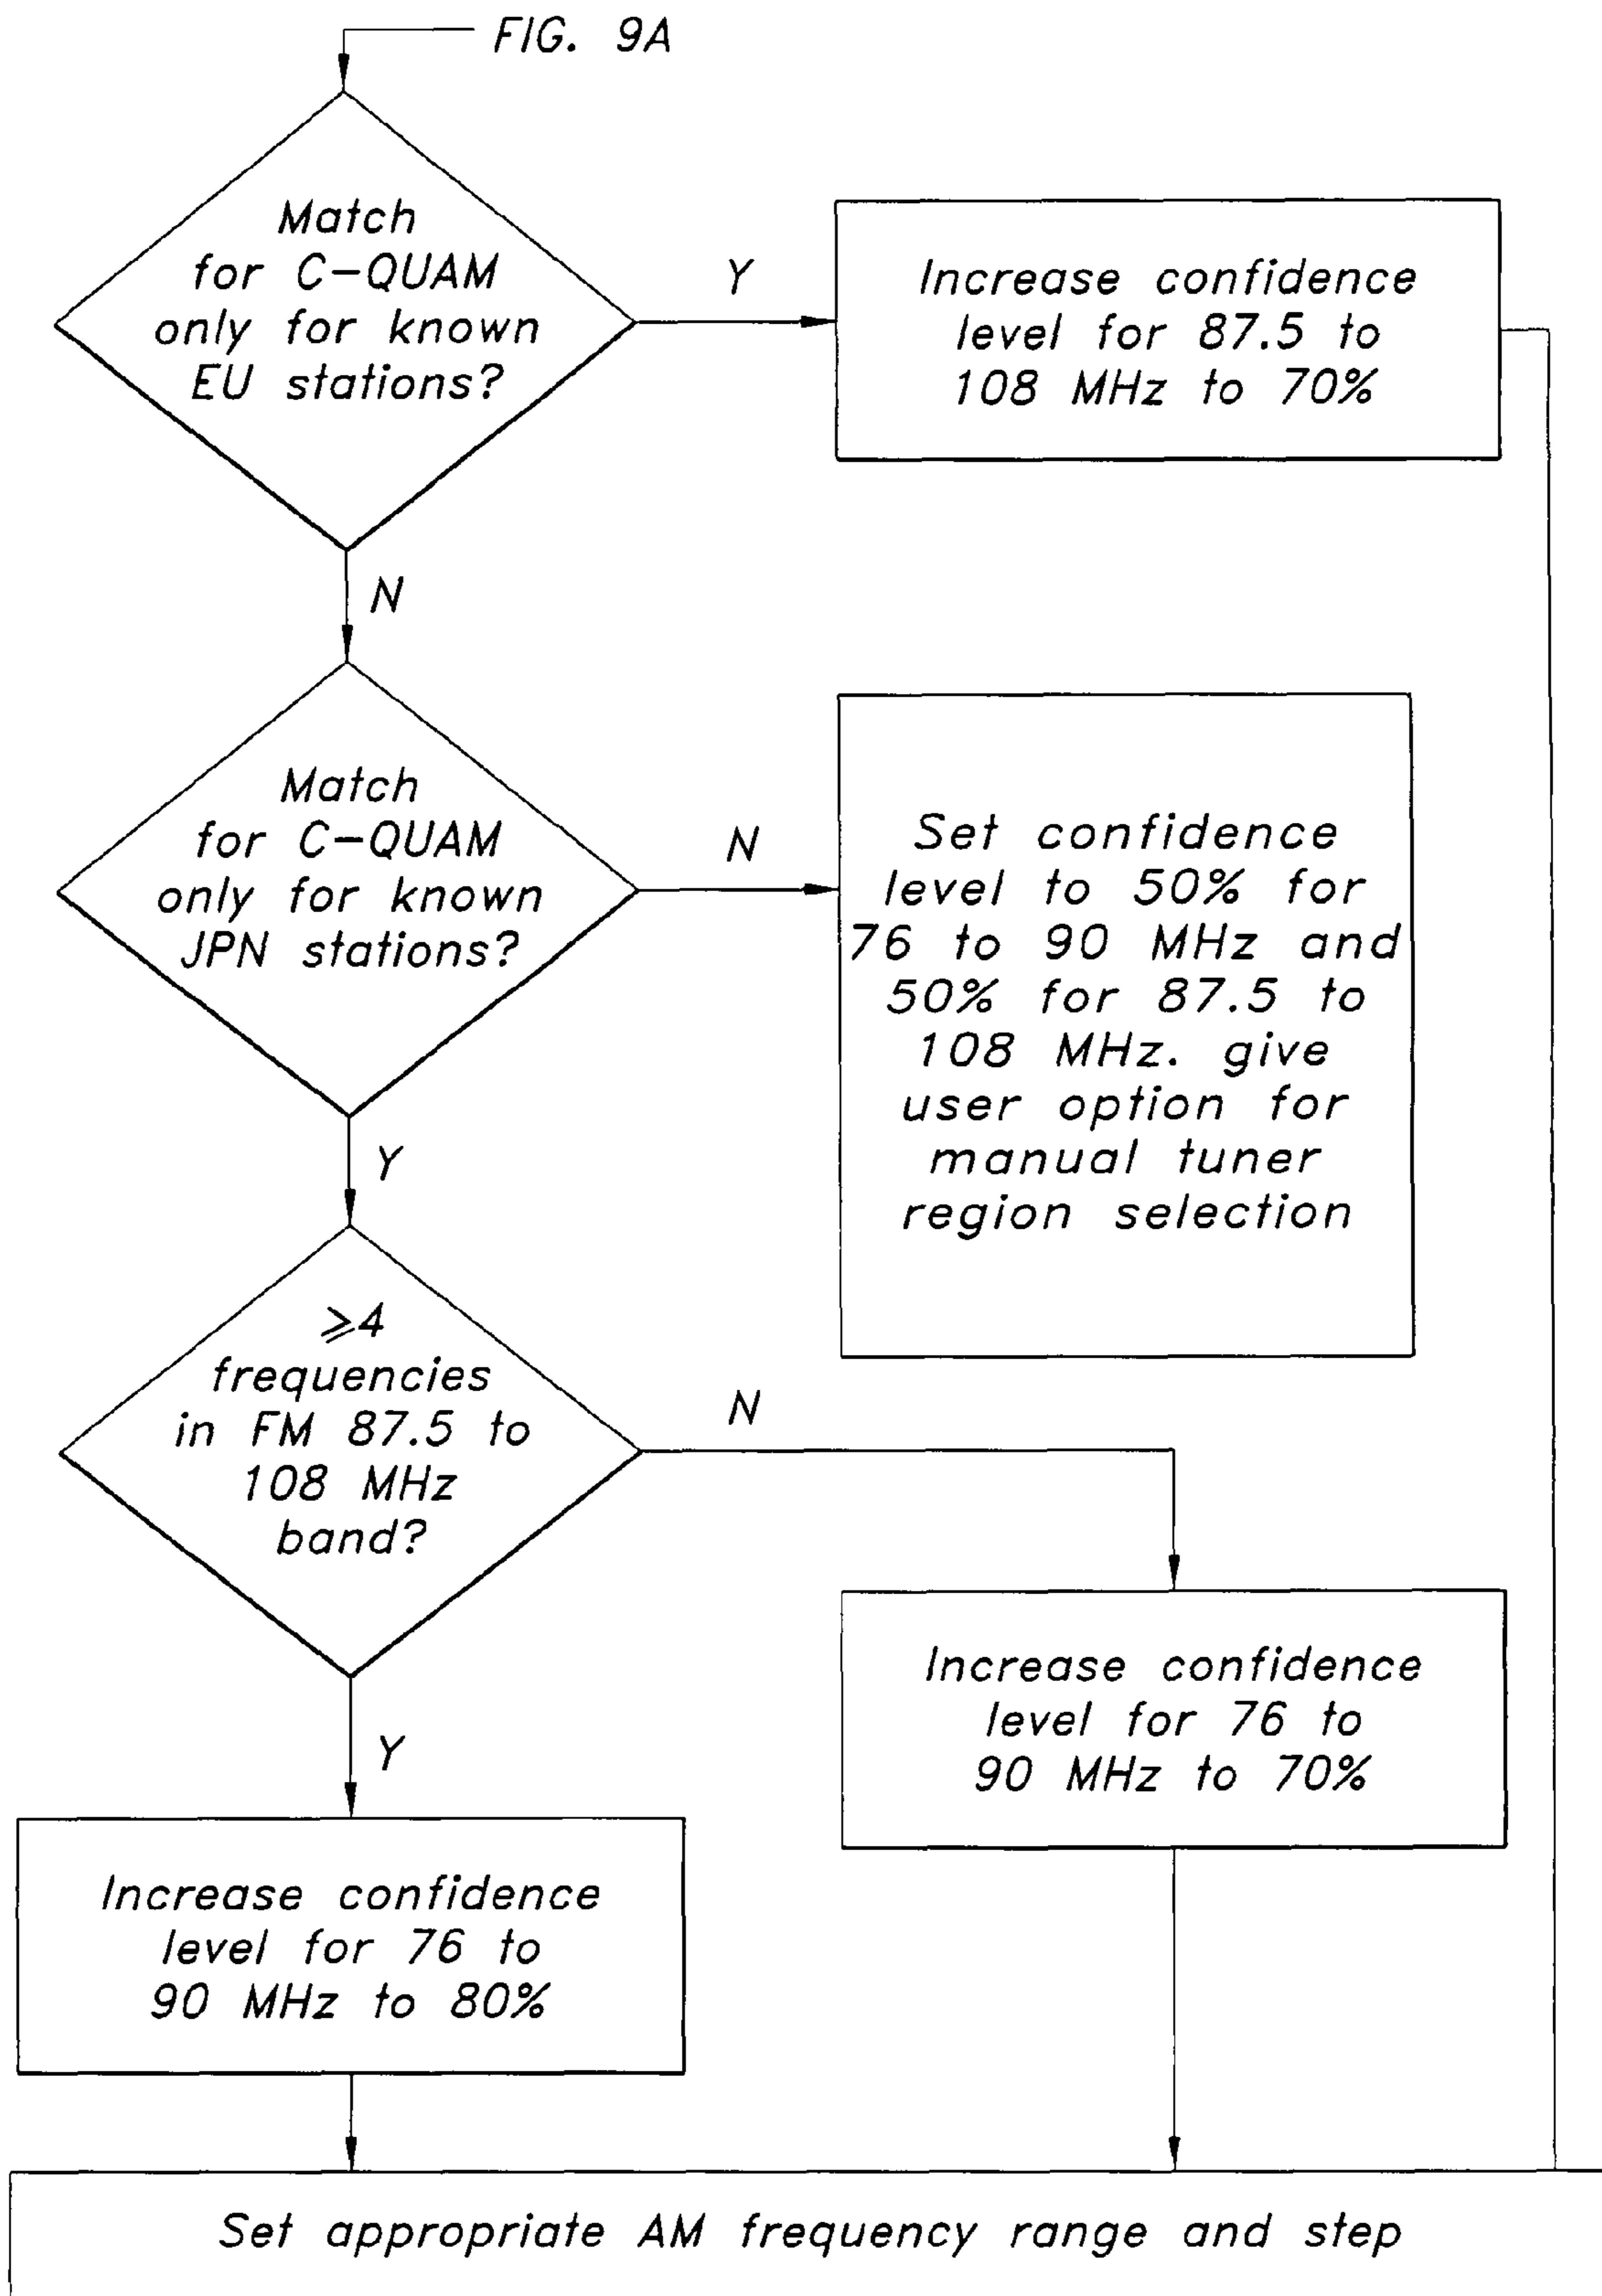 FIG. 9A
Match
for C-QUAM
only for known
EU stations?
Y
Increase confidence
level for 87.5 to
108 MHz to 70%
N
Match
for C-QUAM
only for known
JPN stations?
N
Set confidence
level to 50% for
76 to 90 MHz and
50% for 87.5 to
108 MHz. give
user option for
manual tuner
region selection
Y
≥4
frequencies
in FM 87.5 to
108 MHz
band?
N
Increase confidence
level for 76 to
90 MHz to 70%
Y
Increase confidence
level for 76 to
90 MHz to 80%
Set appropriate AM frequency range and step